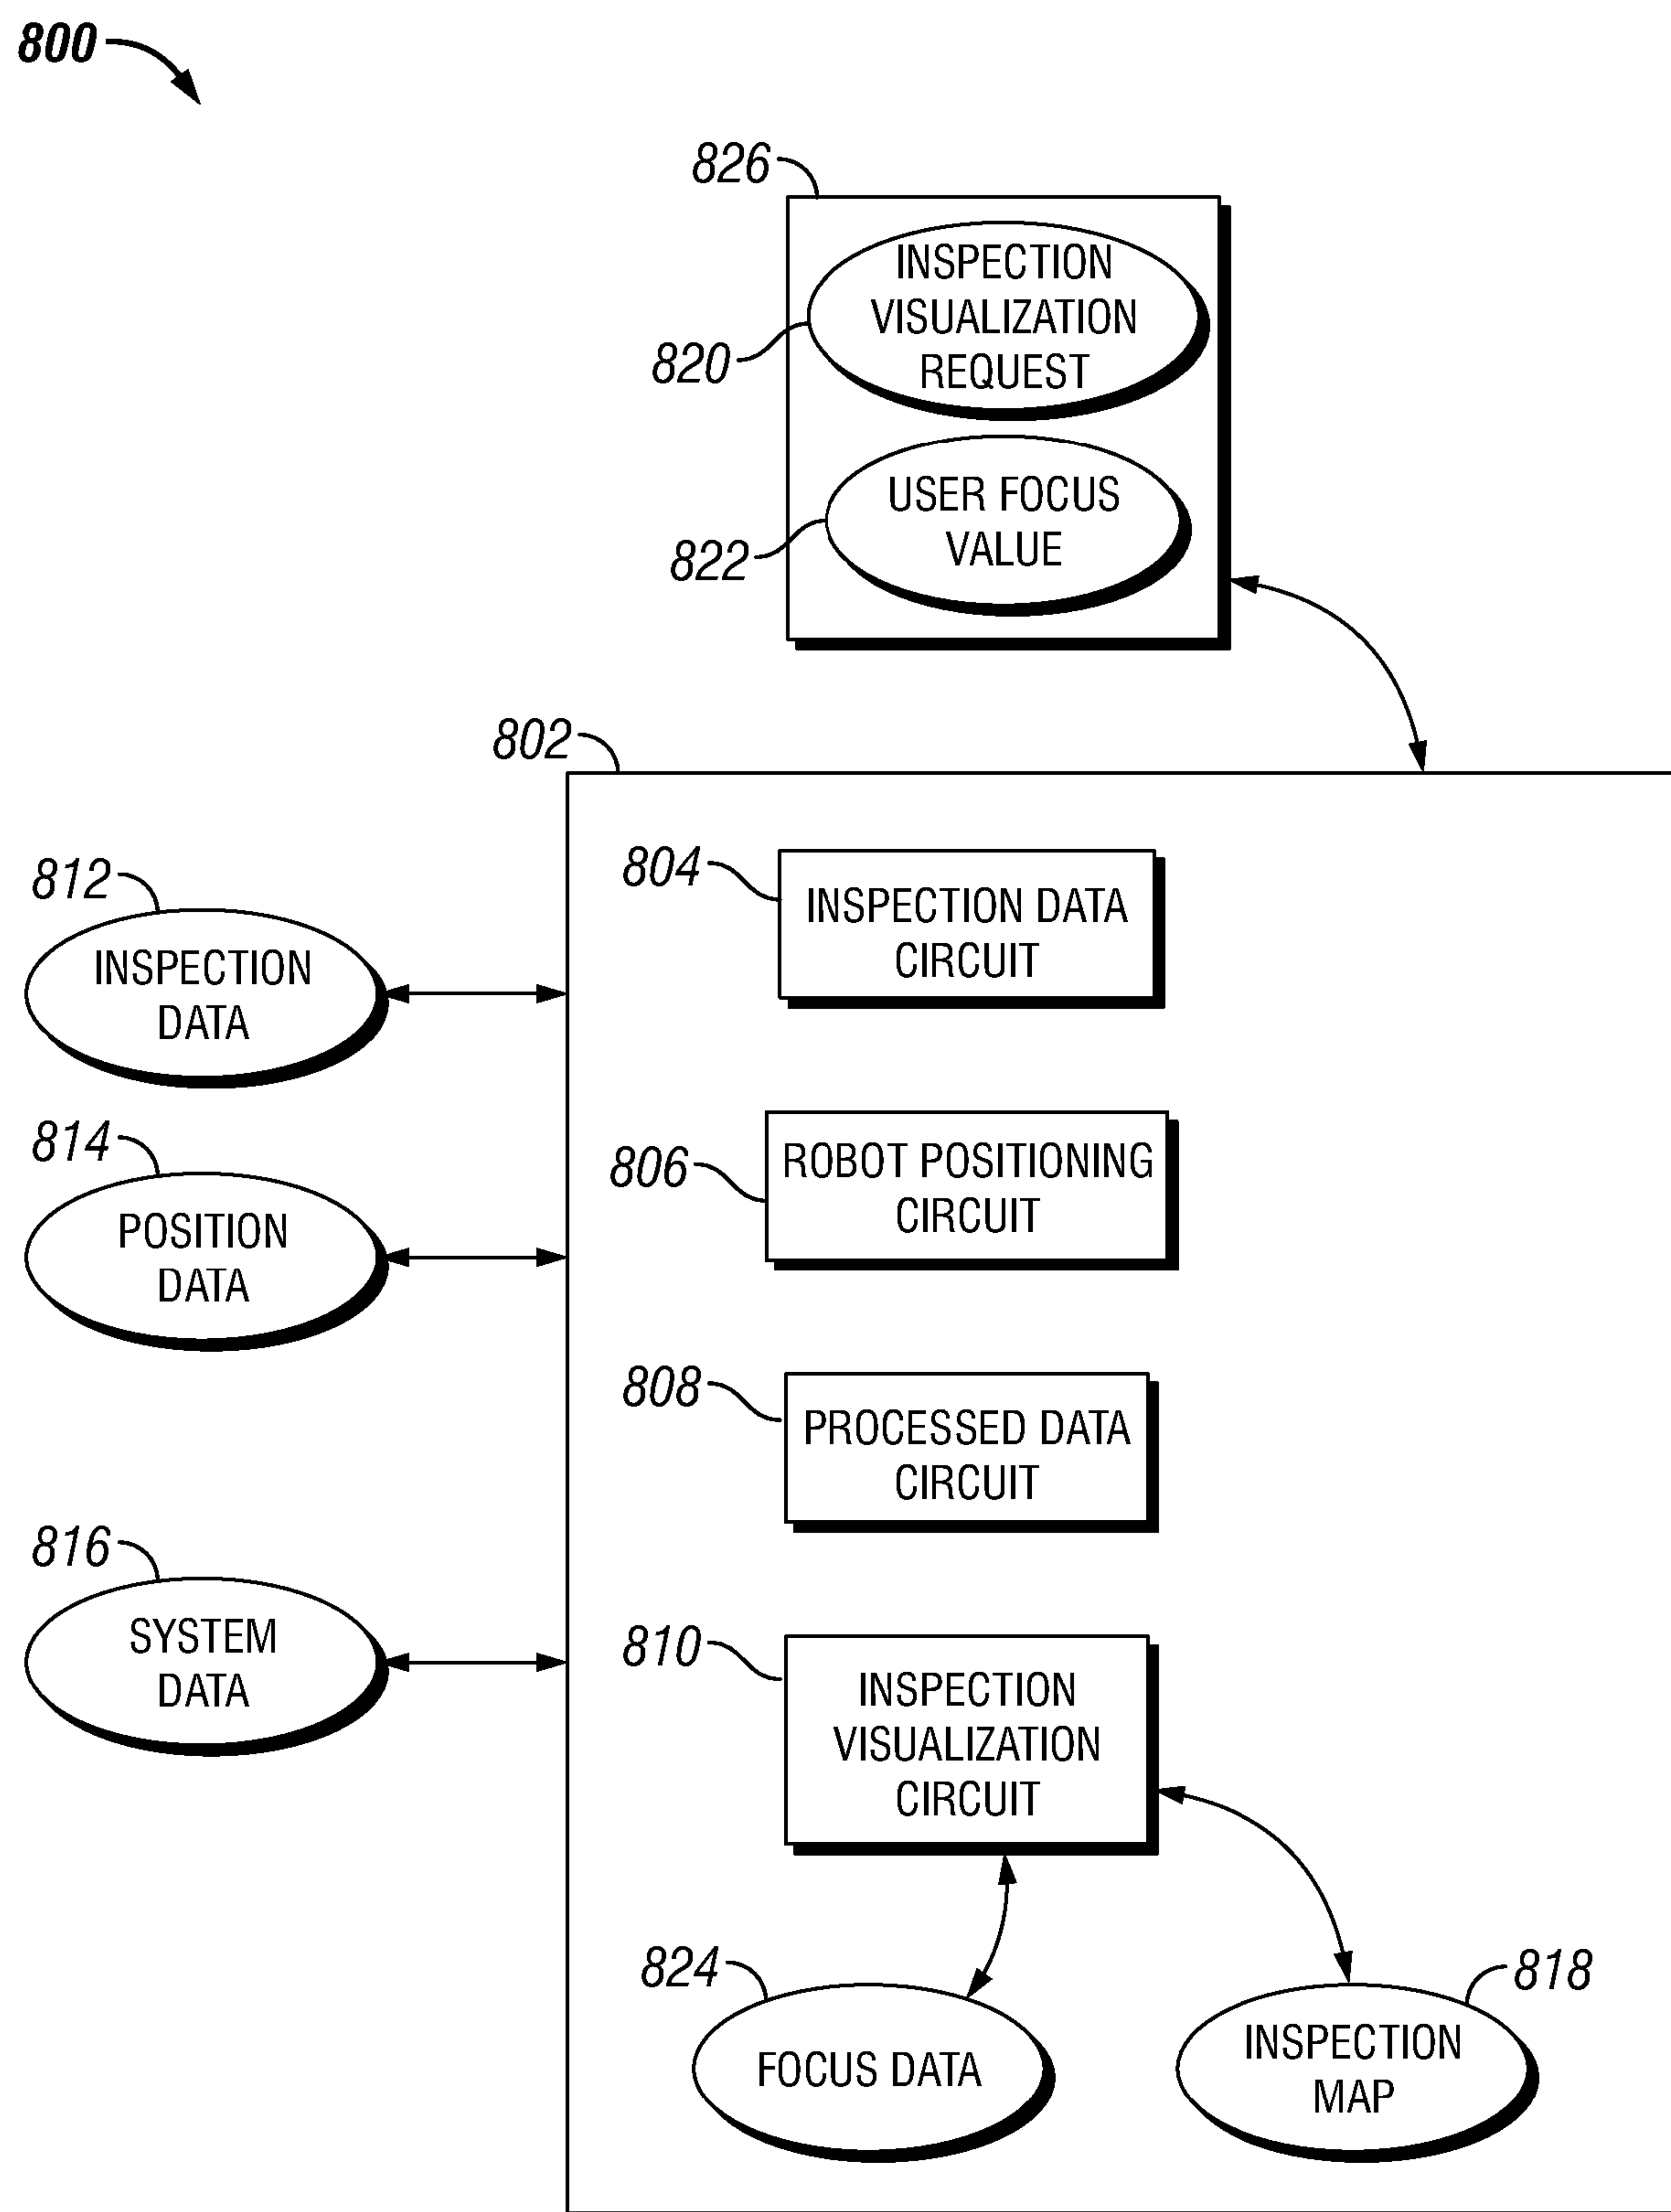 800
826
INSPECTION
VISUALIZATION
REQUEST
820
USER FOCUS
VALUE
822
802
804
INSPECTION DATA
CIRCUIT
812
INSPECTION
DATA
806
ROBOT POSITIONING
CIRCUIT
814
POSITION
DATA
808
PROCESSED DATA
CIRCUIT
816
SYSTEM
DATA
810
INSPECTION
VISUALIZATION
CIRCUIT
824
FOCUS DATA
818
INSPECTION
MAP